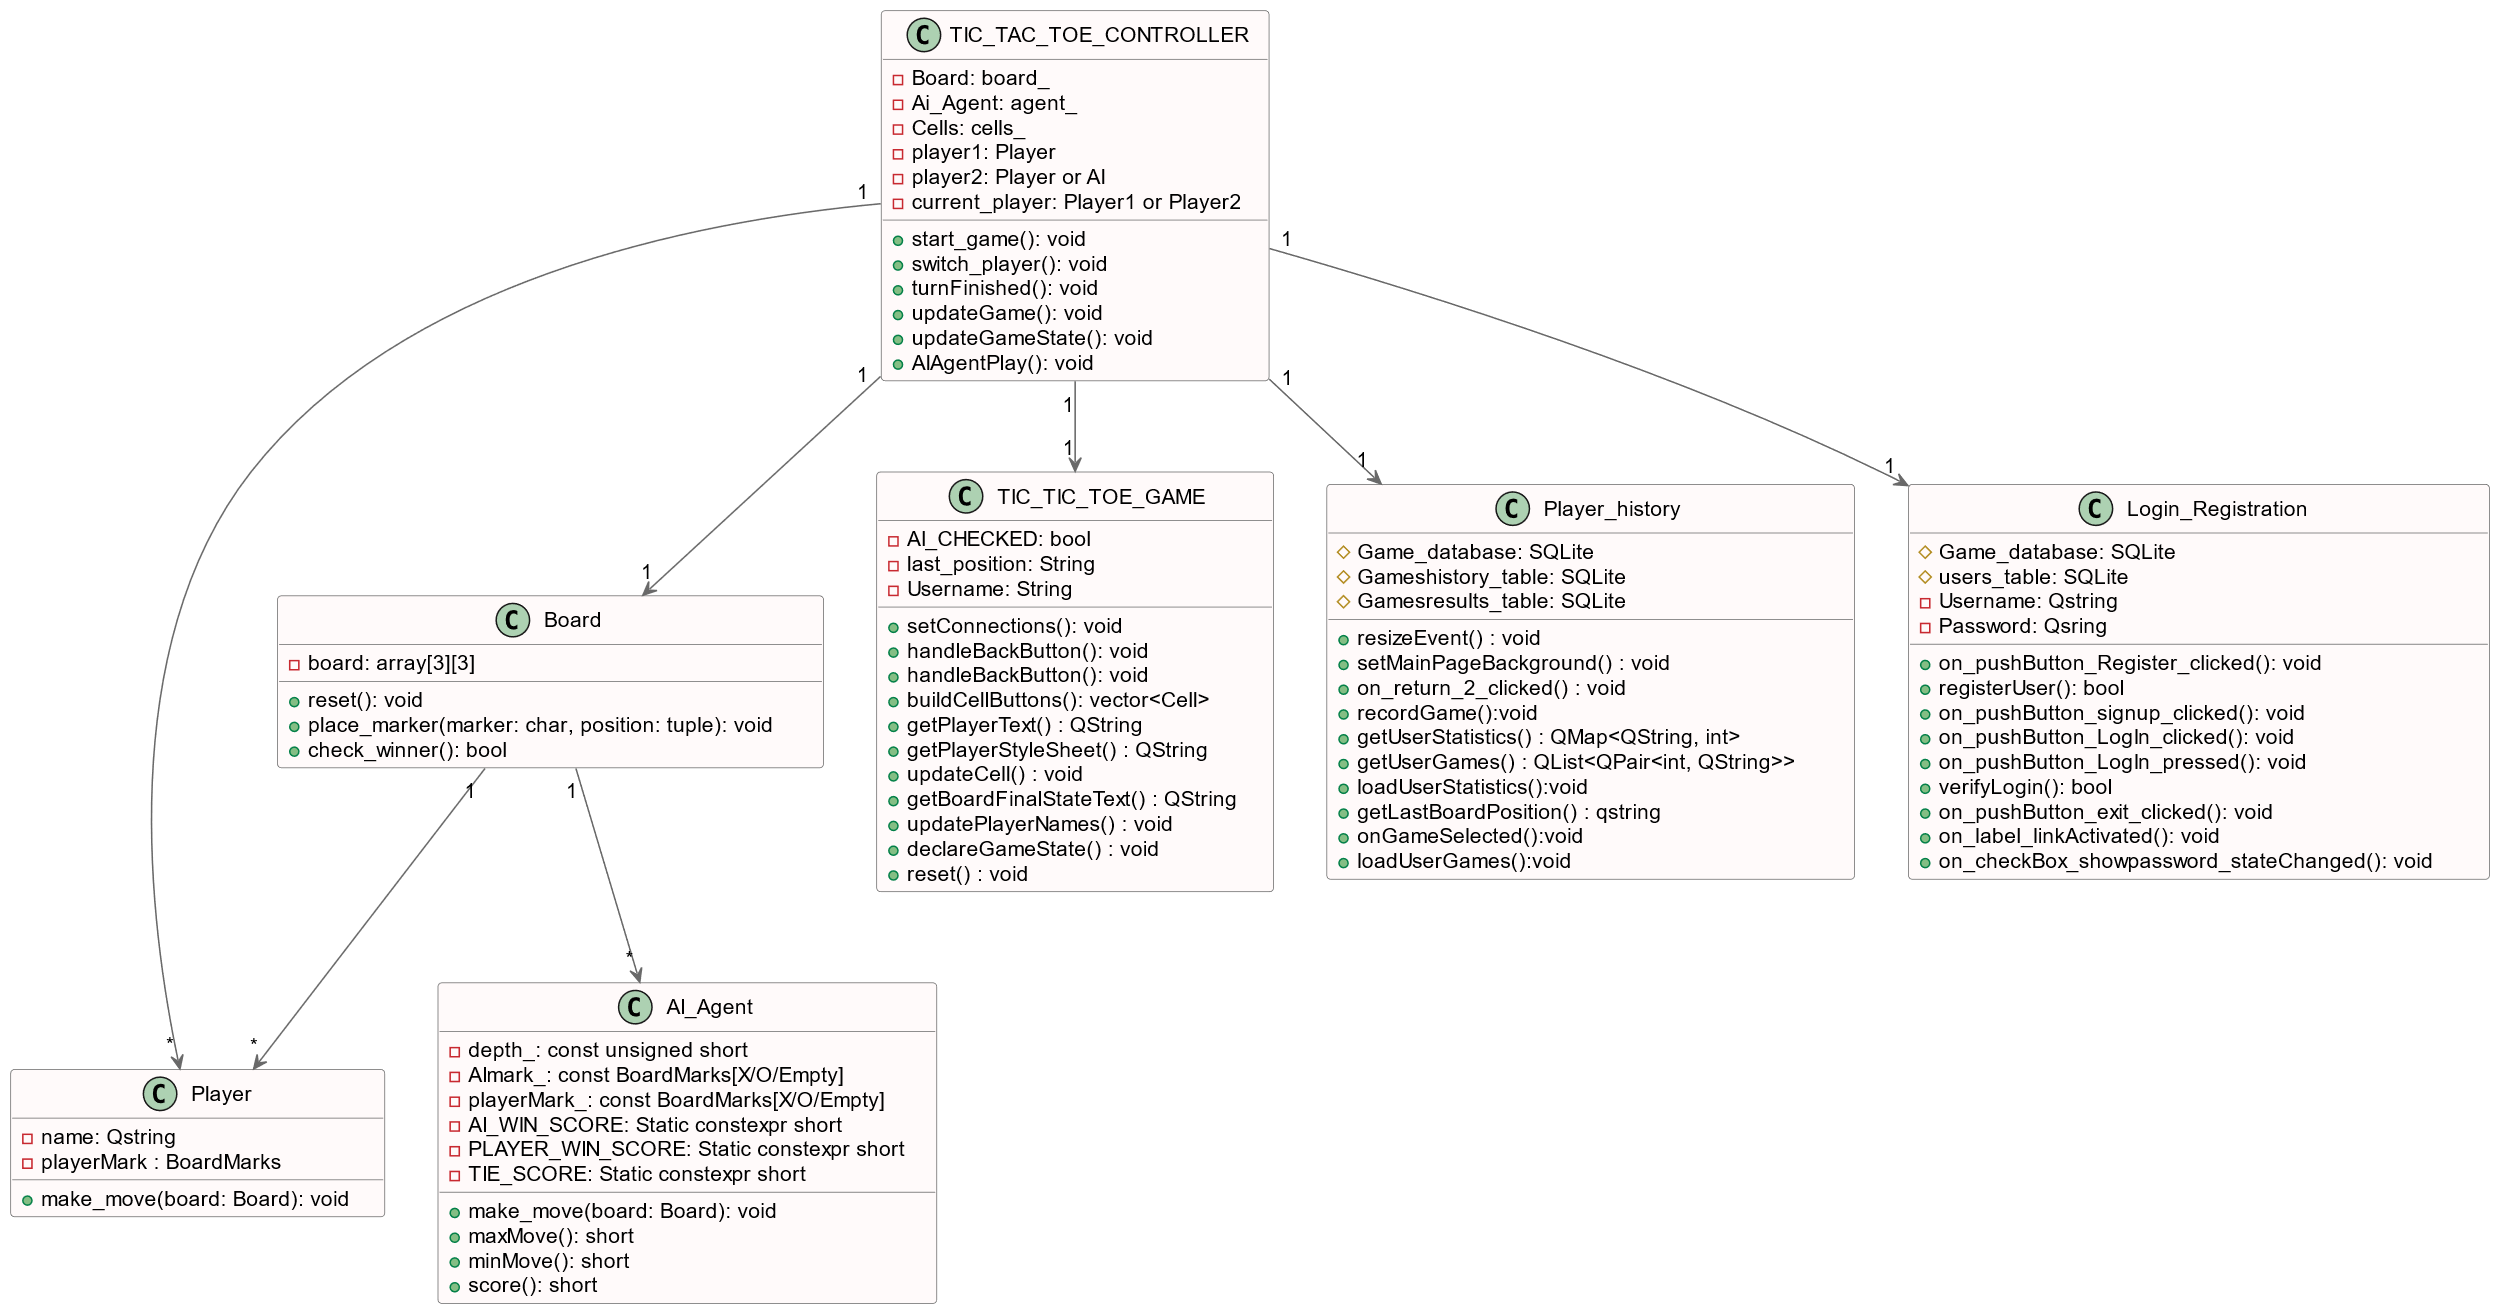 C TIC_TAC_TOE_CONTROLLER
Board: board_
Ai_Agent: agent_
Cells: cells_
player1: Player
player2: Player or AI
current_player: Player1 or Player2
start_game(): void
switch_player(): void
turnFinished(): void
updateGame(): void
updateGameState(): void
AIAgentPlay(): void
1
1
1
1
1
1
1
1
1
1
C Board
board: array[3][3]
reset(): void
place_marker(marker: char, position: tuple): void
check_winner(): bool
C TIC_TIC_TOE_GAME
AI_CHECKED: bool
last_position: String
Username: String
setConnections(): void
handleBackButton(): void
handleBackButton(): void
buildCellButtons(): vector<Cell>
getPlayerText() : QString
getPlayerStyleSheet() : QString
updateCell() : void
getBoardFinalStateText() : QString
updatePlayerNames() : void
declareGameState() : void
reset() : void
C Player_history
Game_database: SQLite
Gameshistory_table: SQLite
Gamesresults_table: SQLite
resizeEvent() : void
setMainPageBackground() : void
on_return_2_clicked() : void
recordGame():void
getUserStatistics() : QMap<QString, int>
getUserGames() : QList<QPair<int, QString>>
loadUserStatistics():void
getLastBoardPosition() : qstring
onGameSelected():void
loadUserGames():void
C Login_Registration
Game_database: SQLite
users_table: SQLite
Username: Qstring
Password: Qsring
on_pushButton_Register_clicked(): void
registerUser(): bool
on_pushButton_signup_clicked(): void
on_pushButton_LogIn_clicked(): void
on_pushButton_LogIn_pressed(): void
verifyLogin(): bool
on_pushButton_exit_clicked(): void
on_label_linkActivated(): void
on_checkBox_showpassword_stateChanged(): void
1
*
*
*
C Player
name: Qstring
playerMark : BoardMarks
make_move(board: Board): void
C AI_Agent
depth_: const unsigned short
AImark_: const BoardMarks[X/O/Empty]
playerMark_: const BoardMarks[X/O/Empty]
AI_WIN_SCORE: Static constexpr short
PLAYER_WIN_SCORE: Static constexpr short
TIE_SCORE: Static constexpr short
make_move(board: Board): void
maxMove(): short
minMove(): short
score(): short